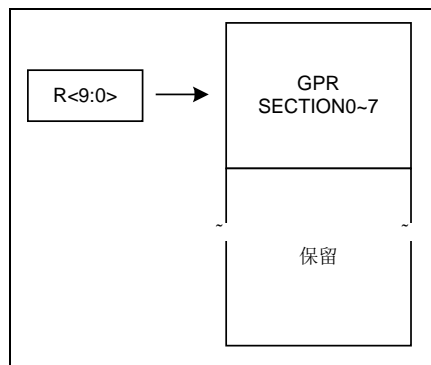 R<9:0>
GPR
SECTION0~7
~ ~
保留